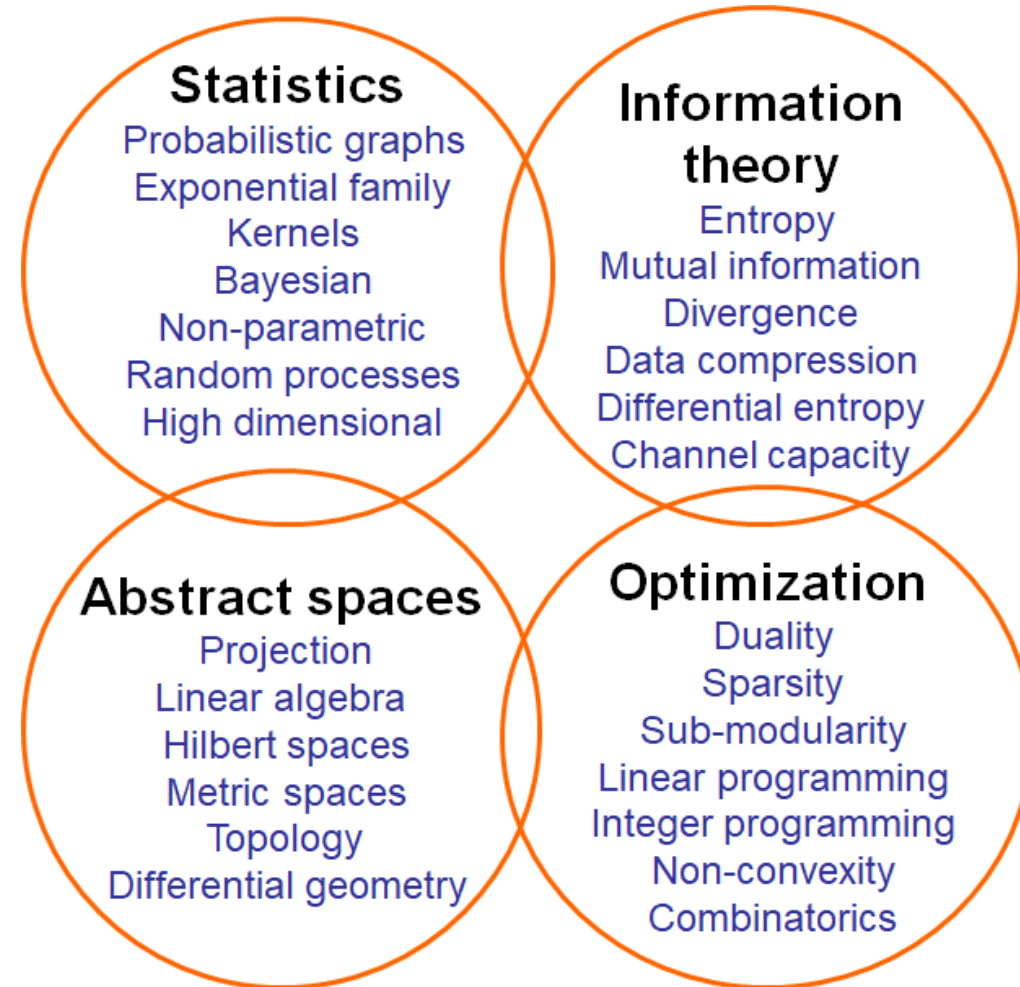 Statistics
Probabilistic graphs
Exponential family
Kernels
Bayesian
Non-parametric
Random processes
High dimensional
Information
theory
Entropy
Mutual information
Divergence
Data compression
Differential entropy
Channel capacity
Abstract spaces
Projection
Linear algebra
Hilbert spaces
Metric spaces
Topology
Differential geometry
Optimization
Duality
Sparsity
Sub-modularity
Linear programming
Integer programming
Non-convexity
Combinatorics